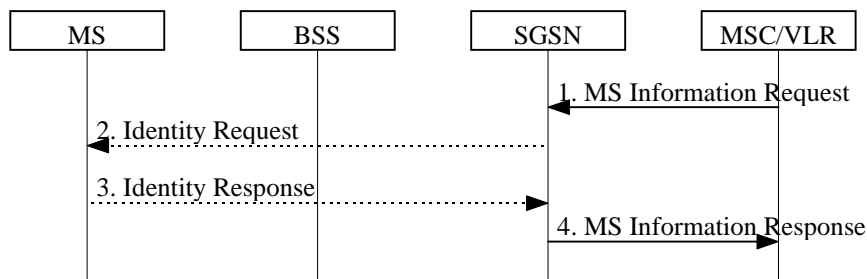 MS BSS SGSN MSC/VLR
1. MS Information Request
2. Identity Request
3. Identity Response
4. MS Information Response